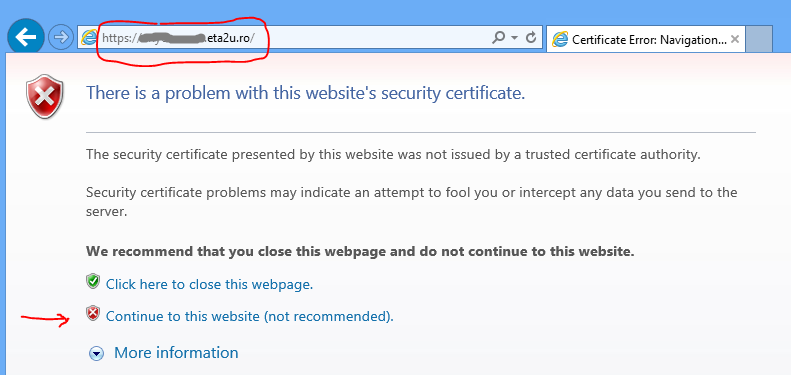 https://.eta2u.ro/
Certificate Error: Navigation...
There is a problem with this website's security certificate.
The security certificate presented by this website was not issued by a trusted certificate authority.
Security certificate problems may indicate an attempt to fool you or intercept any data you send to the
server.
We recommend that you close this webpage and do not continue to this website.
Click here to close this webpage.
Continue to this website (not recommended).
More information